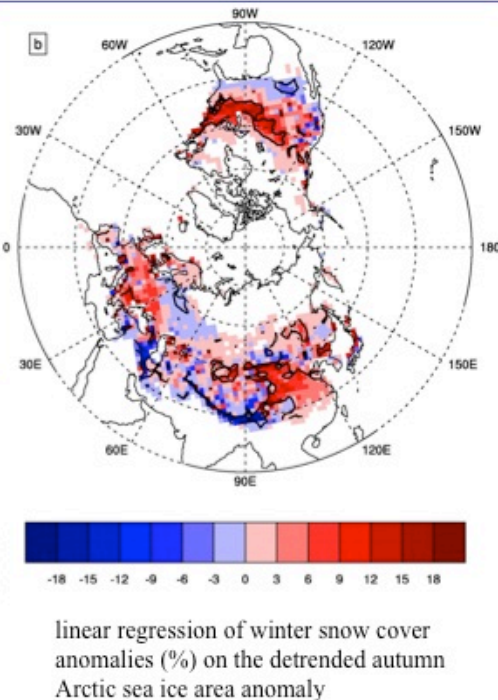 90W
b
60W
120W
30W
150W
0
180
30E
150E
60E
120E
90E
-18 -15 -12 -9 -6 -3 0 3 6 9 12 15 18
linear regression of winter snow cover
anomalies (%) on the detrended autumn
Arctic sea ice area anomaly